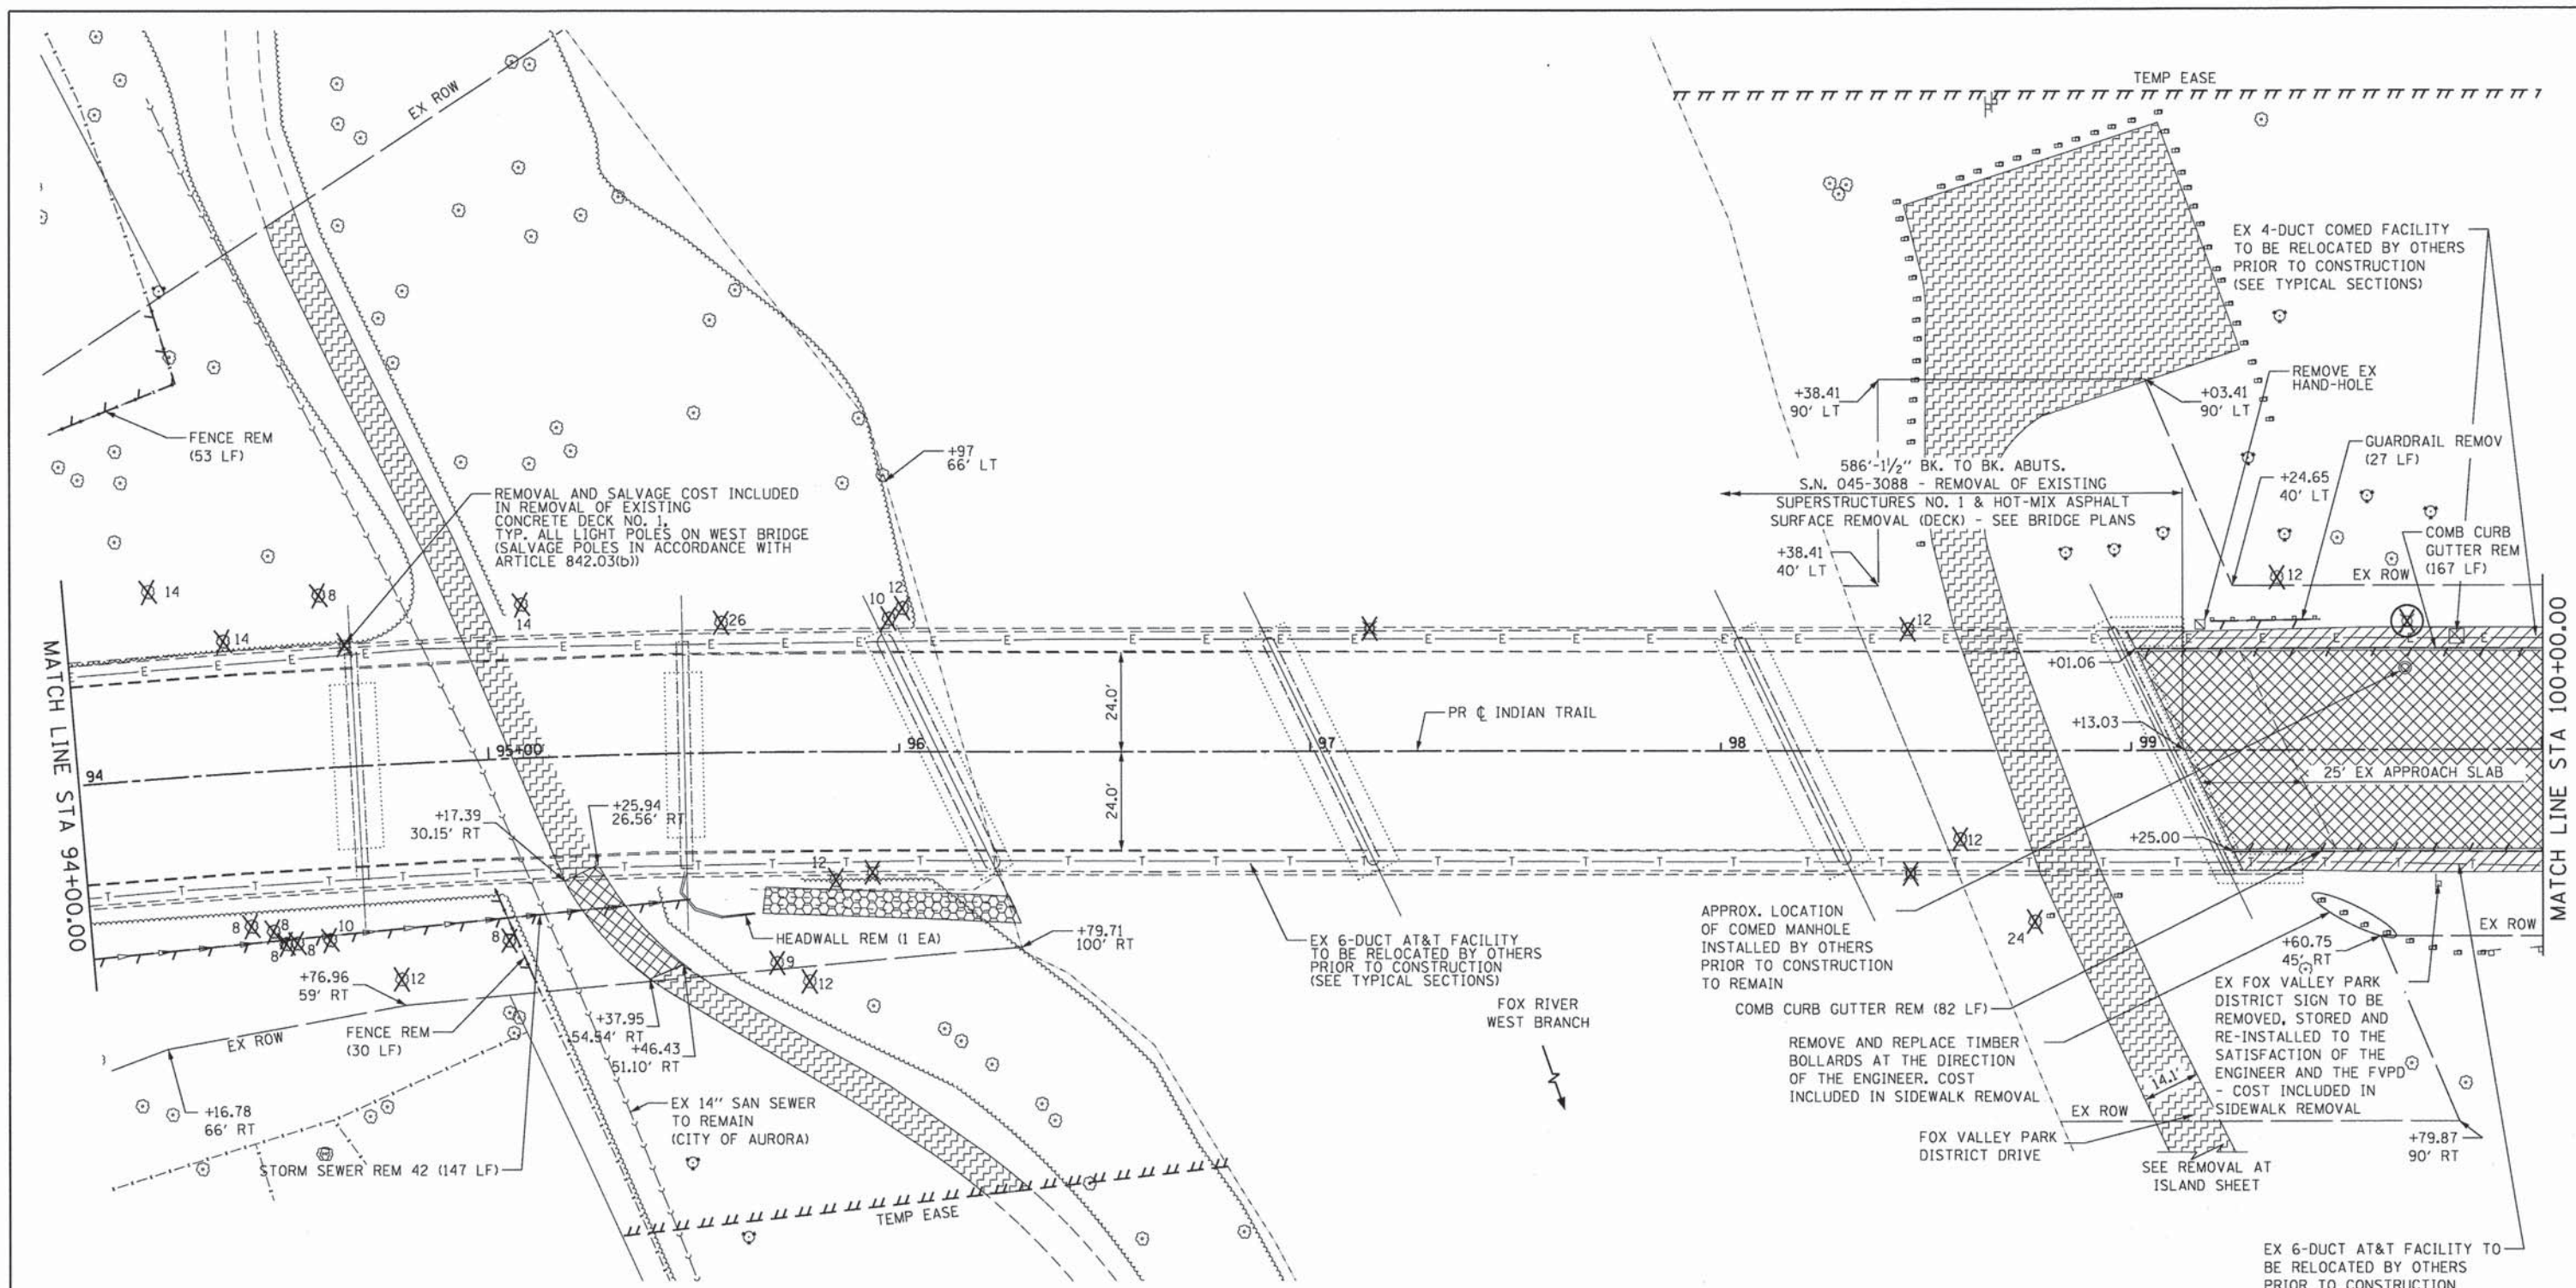 TEMP EASE
EX ROW
EX 4-DUCT COMED FACILITY
TO BE RELOCATED BY OTHERS
PRIOR TO CONSTRUCTION
(SEE TYPICAL SECTIONS)
REMOVE EX
HAND-HOLE
+38.41
90' LT
+03.41
90' LT
FENCE REM
(53 LF)
+97
66' LT
GUARDRAIL REMOV
(27 LF)
586'-1½" BK. TO BK. ABUTS.
S.N. 045-3088 - REMOVAL OF EXISTING
SUPERSTRUCTURES NO. 1 & HOT-MIX ASPHALT
SURFACE REMOVAL (DECK) - SEE BRIDGE PLANS
+24.65
40' LT
REMOVAL AND SALVAGE COST INCLUDED
IN REMOVAL OF EXISTING
CONCRETE DECK NO. 1.
TYP. ALL LIGHT POLES ON WEST BRIDGE
(SALVAGE POLES IN ACCORDANCE WITH
ARTICLE 842.03(b))
COMB CURB
GUTTER REM
(167 LF)
+38.41
40' LT
EX ROW
12
14
8
14
14
26
10
12
12
MATCH LINE STA 94+00.00
MATCH LINE STA 100+00.00
E E E E E E E E E E E E E E E E E E E E
+01.06
24.0'
PR ℄ INDIAN TRAIL
+13.03
94
95+00
96
97
98
99
25' EX APPROACH SLAB
24.0'
+17.39
30.15' RT
+25.94
26.56' RT
+25.00
12
12
T T T T T T T T T T T T T T T T T T T T
8
8
8
8
10
8
12
9
12
24
HEADWALL REM (1 EA)
+79.71
100' RT
EX 6-DUCT AT&T FACILITY
TO BE RELOCATED BY OTHERS
PRIOR TO CONSTRUCTION
(SEE TYPICAL SECTIONS)
APPROX. LOCATION
OF COMED MANHOLE
INSTALLED BY OTHERS
PRIOR TO CONSTRUCTION
TO REMAIN
EX ROW
+60.75
45' RT
+76.96
59' RT
FOX RIVER
WEST BRANCH
COMB CURB GUTTER REM (82 LF)
EX FOX VALLEY PARK
DISTRICT SIGN TO BE
REMOVED, STORED AND
RE-INSTALLED TO THE
SATISFACTION OF THE
ENGINEER AND THE FVPD
- COST INCLUDED IN
SIDEWALK REMOVAL
EX ROW
FENCE REM
(30 LF)
+37.95
54.54' RT
+46.43
51.10' RT
REMOVE AND REPLACE TIMBER
BOLLARDS AT THE DIRECTION
OF THE ENGINEER. COST
INCLUDED IN SIDEWALK REMOVAL
14.1'
+16.78
66' RT
EX 14" SAN SEWER
TO REMAIN
(CITY OF AURORA)
EX ROW
FOX VALLEY PARK
DISTRICT DRIVE
+79.87
90' RT
STORM SEWER REM 42 (147 LF)
SEE REMOVAL AT
ISLAND SHEET
TEMP EASE
EX 6-DUCT AT&T FACILITY TO
BE RELOCATED BY OTHERS
PRIOR TO CONSTRUCTION